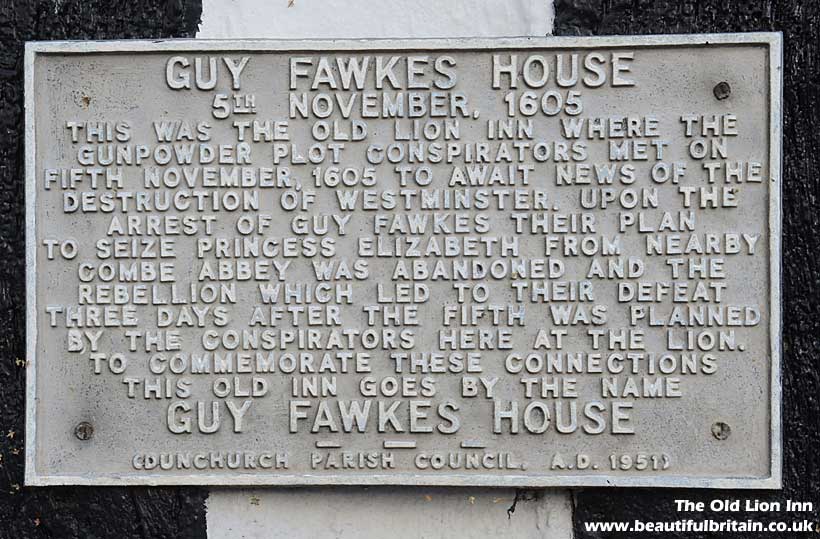 GUY FAWKES HOUSE
5TH NOVEMBER, 1605
THIS WAS THE OLD LION INN WHERE THE
GUNPOWDER PLOT CONSPIRATORS MET ON
FIFTH NOVEMBER, 1605 TO AWAIT NEWS OF THE
DESTRUCTION OF WESTMINSTER. UPON THE
ARREST OF GUY FAWKES THEIR PLAN
TO SEIZE PRINCESS ELIZABETH FROM NEARBY
COMBE ABBEY WAS ABANDONED AND THE
REBELLION WHICH LED TO THEIR DEFEAT
THREE DAYS AFTER THE FIFTH WAS PLANNED
BY THE CONSPIRATORS HERE AT THE LION.
TO COMMEMORATE THESE CONNECTIONS
THIS OLD INN GOES BY THE NAME
GUY FAWKES HOUSE
(DUNCHURCH PARISH COUNCIL. A.D. 1951)
The Old Lion Inn
www.beautifulbritain.co.uk